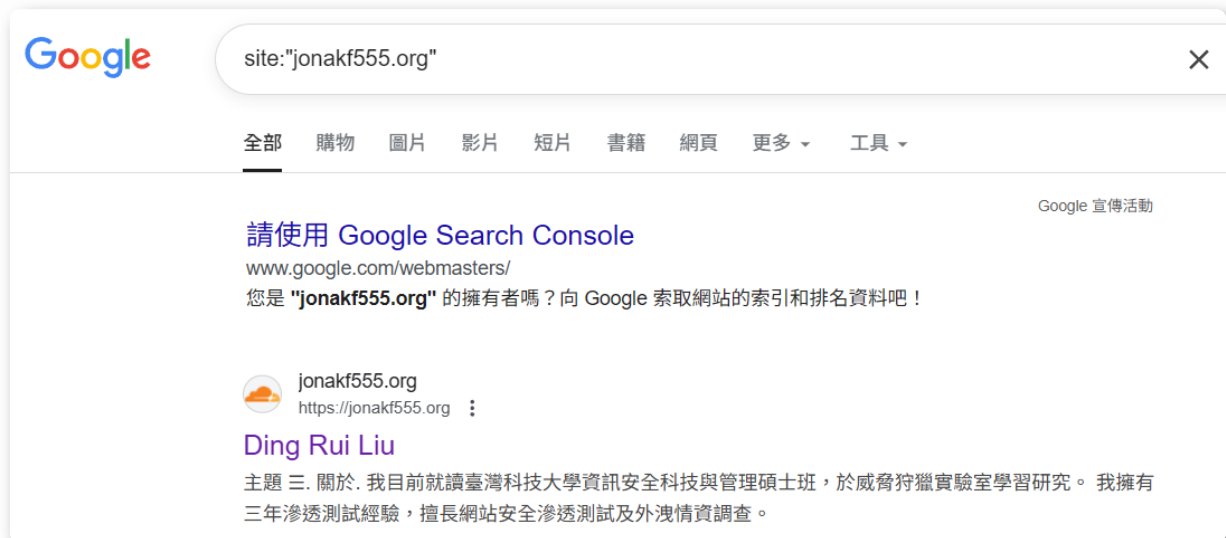 Google
site:"jonakf555.org"
全部 購物 圖片 影片 短片 書籍 網頁 更多 工具
Google 宣傳活動
請使用 Google Search Console
www.google.com/webmasters/
您是 "jonakf555.org" 的擁有者嗎？向 Google 索取網站的索引和排名資料吧！
jonakf555.org
https://jonakf555.org
Ding Rui Liu
主題 三. 關於. 我目前就讀臺灣科技大學資訊安全科技與管理碩士班，於威脅狩獵實驗室學習研究。 我擁有
三年滲透測試經驗，擅長網站安全滲透測試及外洩情資調查。